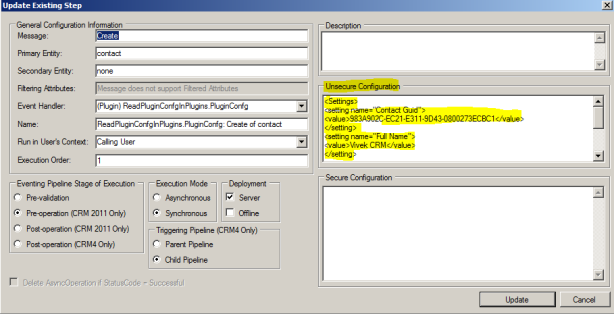 Update Existing Step
General Configuration Information
Message: Create
Primary Entity: contact
Secondary Entity: none
Filtering Attributes: Message does not support Filtered Attributes
Event Handler: (Plugin) ReadPluginConfgInPlugins.PluginConfg
Name: ReadPluginConfgInPlugins.PluginConfg: Create of contact
Run in User's Context: Calling User
Execution Order: 1
Eventing Pipeline Stage of Execution
Pre-validation
Pre-operation (CRM 2011 Only)
Post-operation (CRM 2011 Only)
Post-operation (CRM4 Only)
Execution Mode
Asynchronous
Synchronous
Deployment
Server
Offline
Triggering Pipeline (CRM4 Only)
Parent Pipeline
Child Pipeline
Delete AsyncOperation if StatusCode = Successful
Description
Unsecure Configuration
<Settings>
<setting name="Contact Guid">
<value>983A902C-EC21-E311-9D43-0800273ECBC1</value>
</setting>
<setting name="Full Name">
<value>Vivek CRM</value>
</setting>
Secure Configuration
Update
Cancel